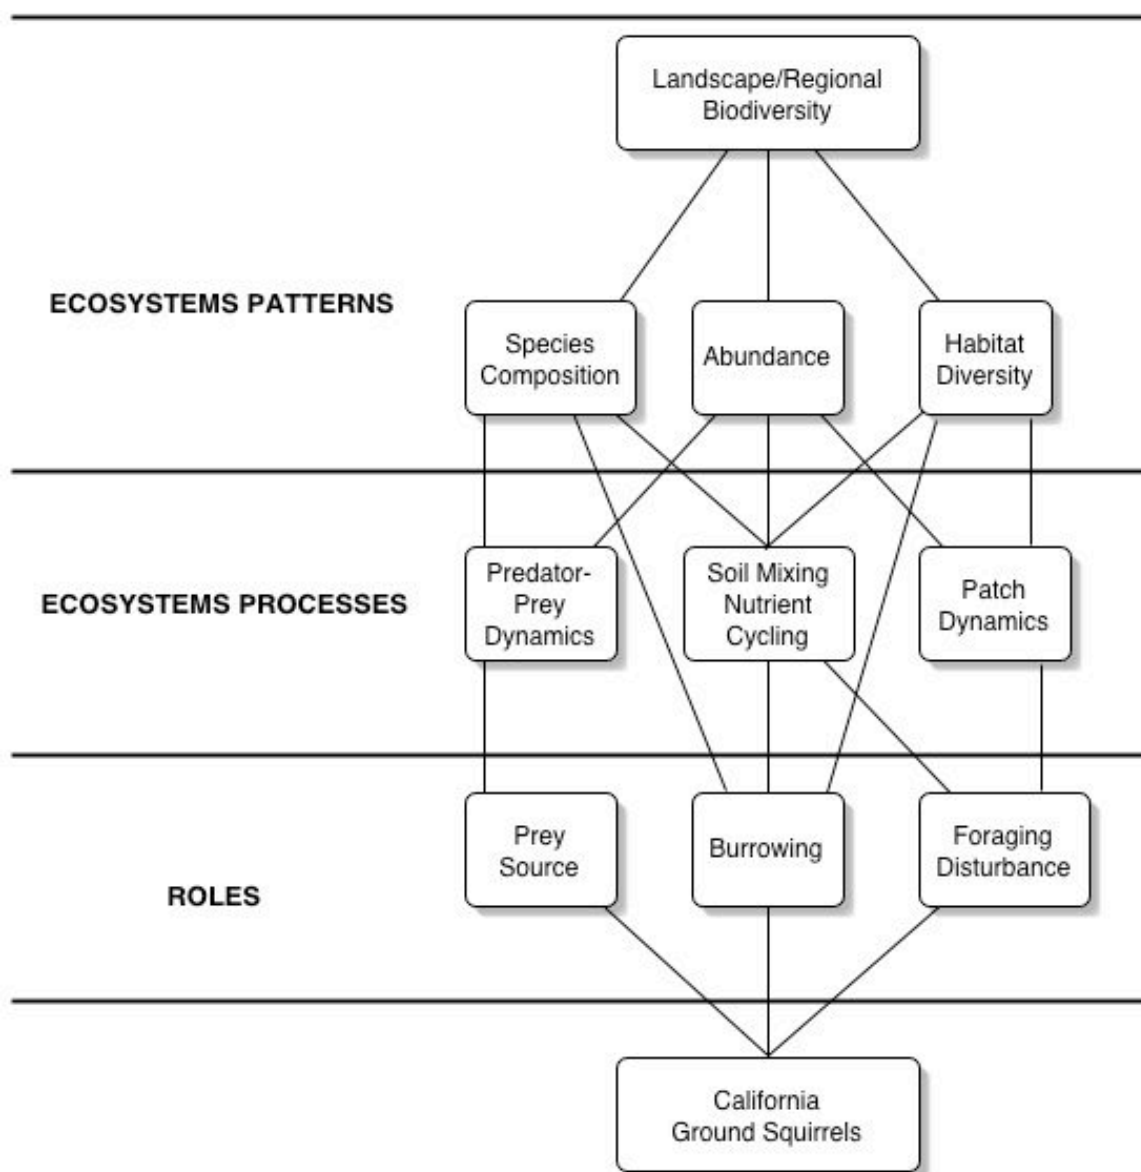 Landscape/Regional
Biodiversity
ECOSYSTEMS PATTERNS
Species
Composition
Abundance
Habitat
Diversity
ECOSYSTEMS PROCESSES
Predator-
Prey
Dynamics
Soil Mixing
Nutrient
Cycling
Patch
Dynamics
ROLES
Prey
Source
Burrowing
Foraging
Disturbance
California
Ground Squirrels